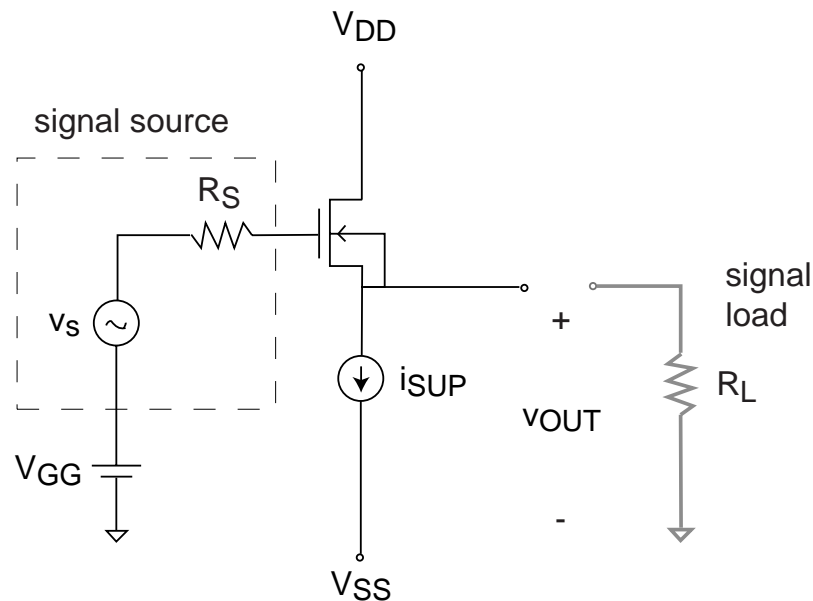 VDD
signal source
RS
vs
VGG
iSUP
VSS
+
vOUT
-
signal
load
RL